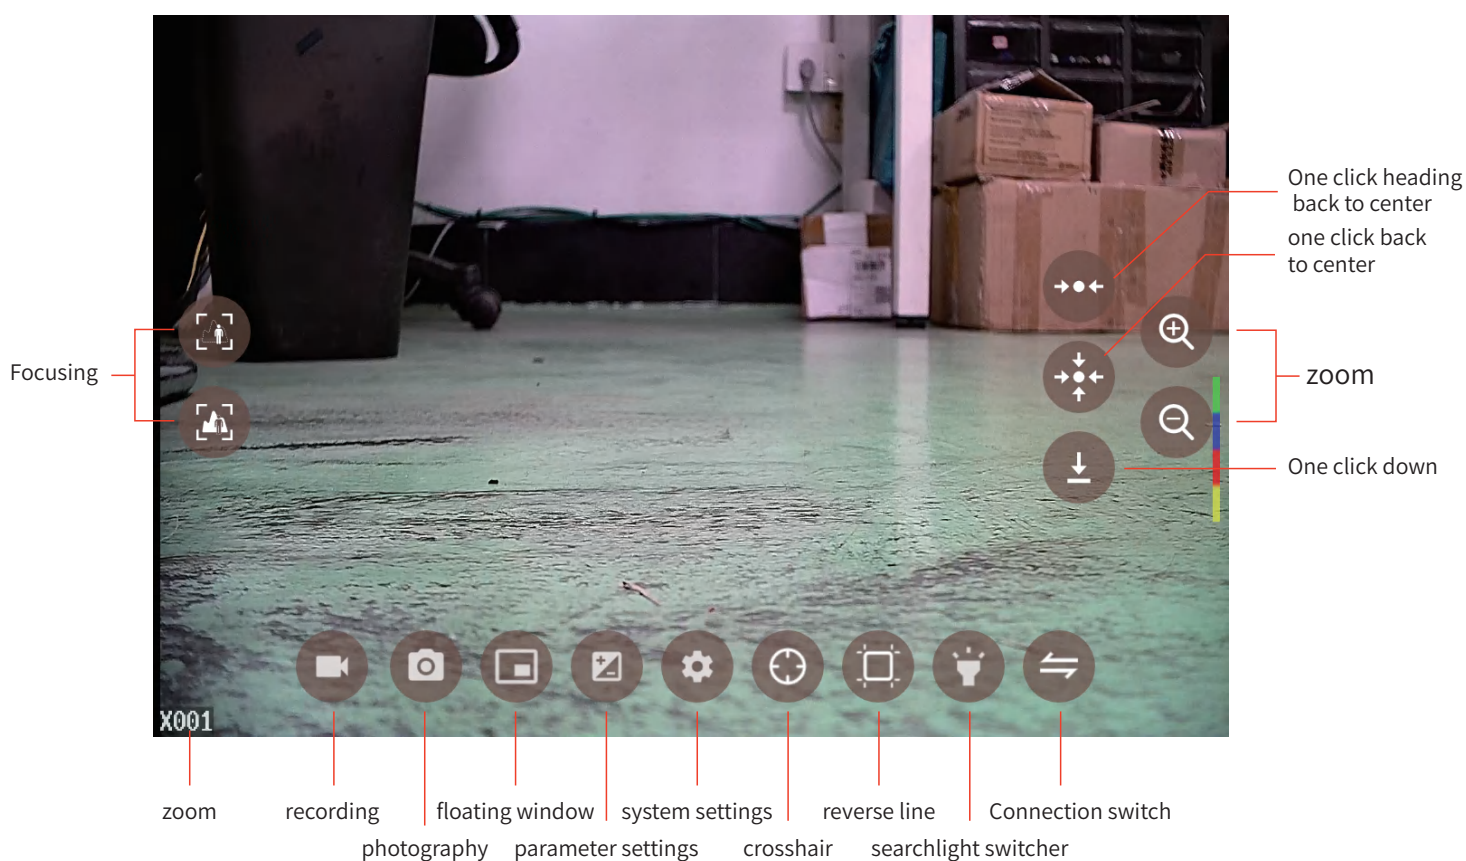 One click heading
back to center
one click back
to center
Focusing
zoom
One click down
X001
zoom
recording
floating window
system settings
reverse line
Connection switch
photography
parameter settings
crosshair
searchlight switcher